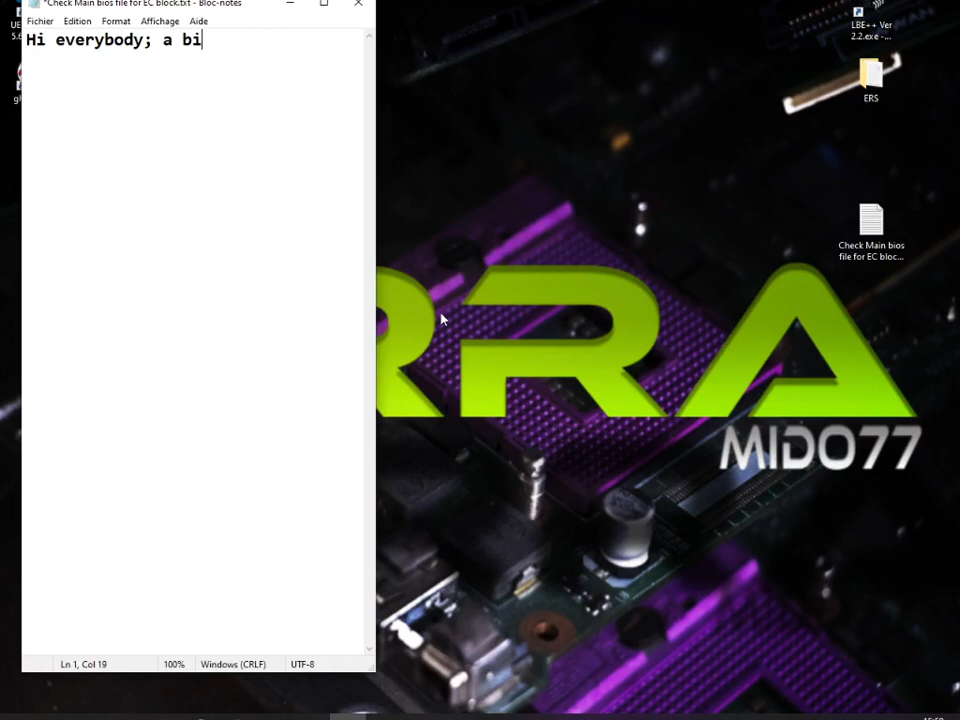 *Check Main bios file for EC block.txt - Bloc-notes
Fichier Edition Format Affichage Aide
Hi everybody; a bi
Ln 1, Col 19 100% Windows (CRLF) UTF-8
LBE++ Ver
2.2.exe -...
ERS
Check Main bios
file for EC bloc...
RRA
MIDO77